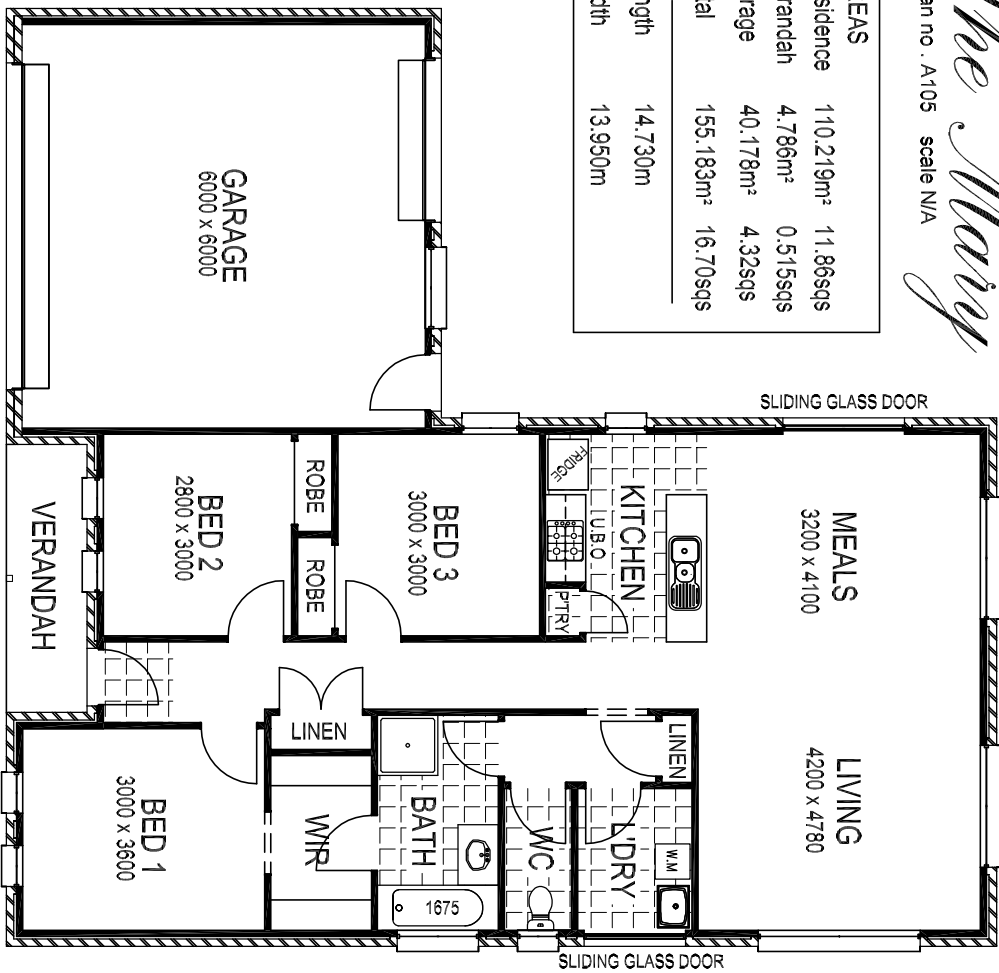 The Mary
an no . A105 scale N/A
EAS
sidence 110.219m² 11.86sqs
randah 4.786m² 0.515sqs
rage 40.178m² 4.32sqs
tal 155.183m² 16.70sqs
ngth 14.730m
dth 13.950m
GARAGE
6000 x 6000
SLIDING GLASS DOOR
VERANDAH
BED 2
2800 x 3000
ROBE
ROBE
BED 3
3000 x 3000
FRIDGE
U.B.O
P'TRY
KITCHEN
MEALS
3200 x 4100
LINEN
LINEN
LIVING
4200 x 4780
BED 1
3000 x 3600
WIR
BATH
1675
WC
L'DRY
W.M
SLIDING GLASS DOOR